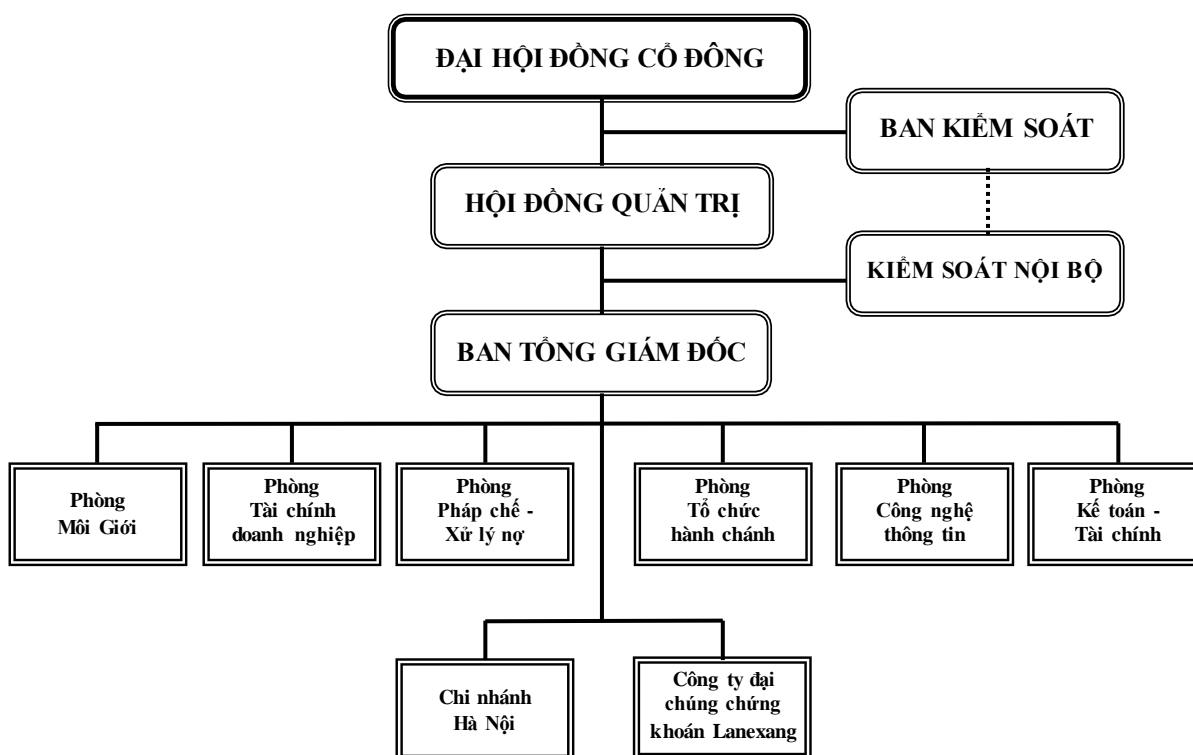 ĐẠI HỘI ĐỒNG CỔ ĐÔNG
BAN KIỂM SOÁT
HỘI ĐỒNG QUẢN TRỊ
KIỂM SOÁT NỘI BỘ
BAN TỔNG GIÁM ĐỐC
Phòng
Môi Giới
Phòng
Tài chính
doanh nghiệp
Phòng
Pháp chế -
Xử lý nợ
Phòng
Tổ chức
hành chánh
Phòng
Công nghệ
thông tin
Phòng
Kế toán -
Tài chính
Chi nhánh
Hà Nội
Công ty đại
chúng chứng
khoán Lanexang